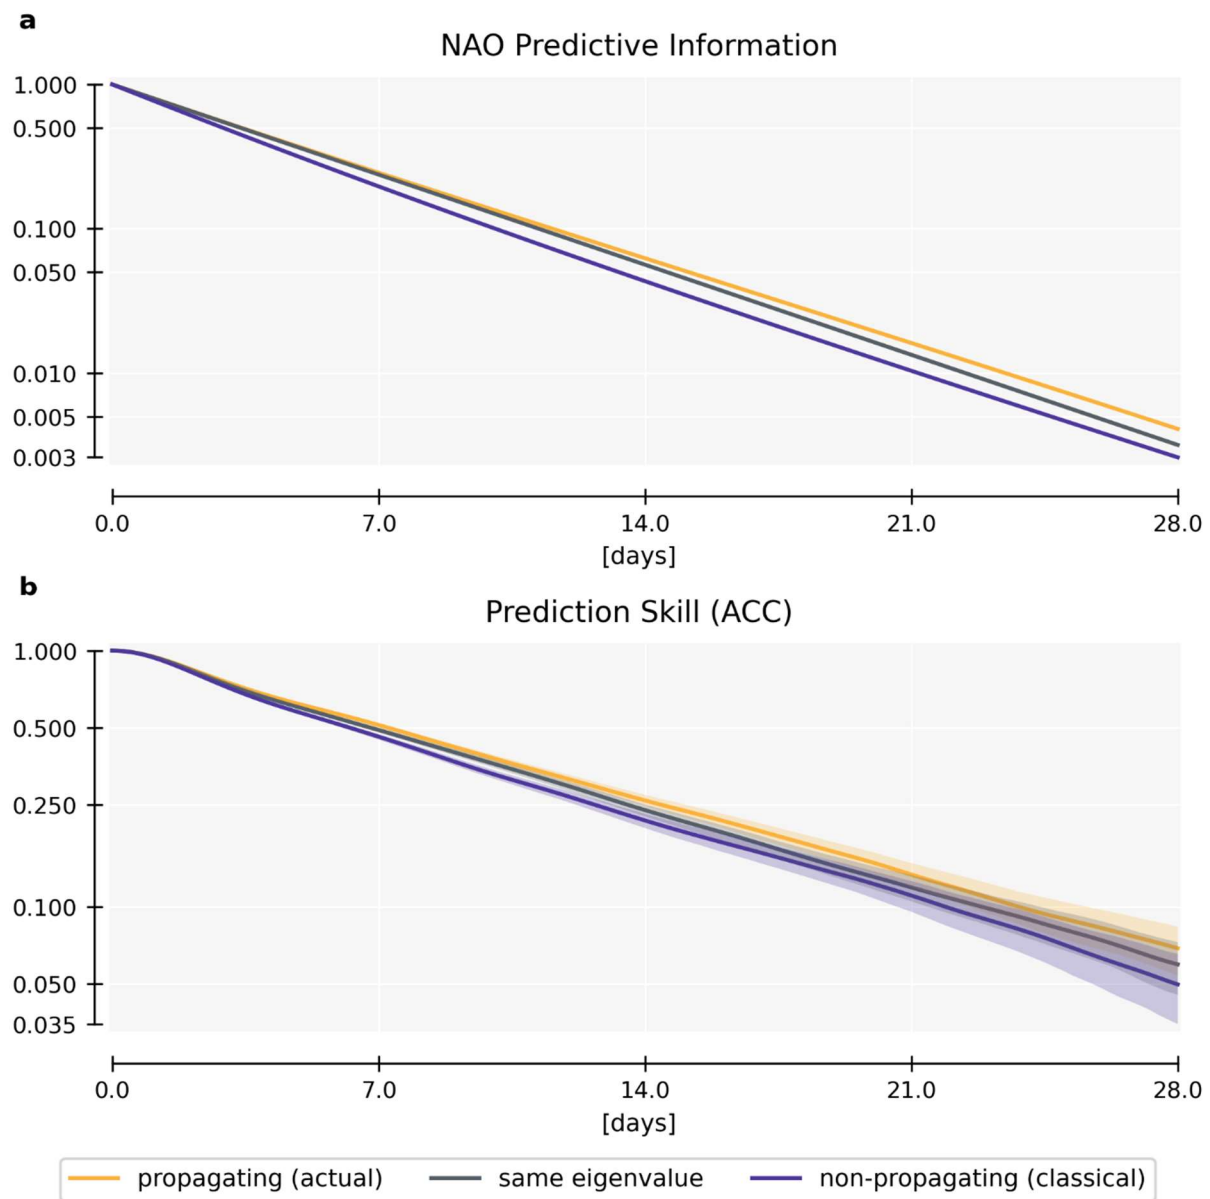 a
NAO Predictive Information
1.000
0.500
0.100
0.050
0.010
0.005
0.003
0.0 7.0 14.0 21.0 28.0
[days]
b
Prediction Skill (ACC)
1.000
0.500
0.250
0.100
0.050
0.035
0.0 7.0 14.0 21.0 28.0
[days]
propagating (actual) same eigenvalue non-propagating (classical)